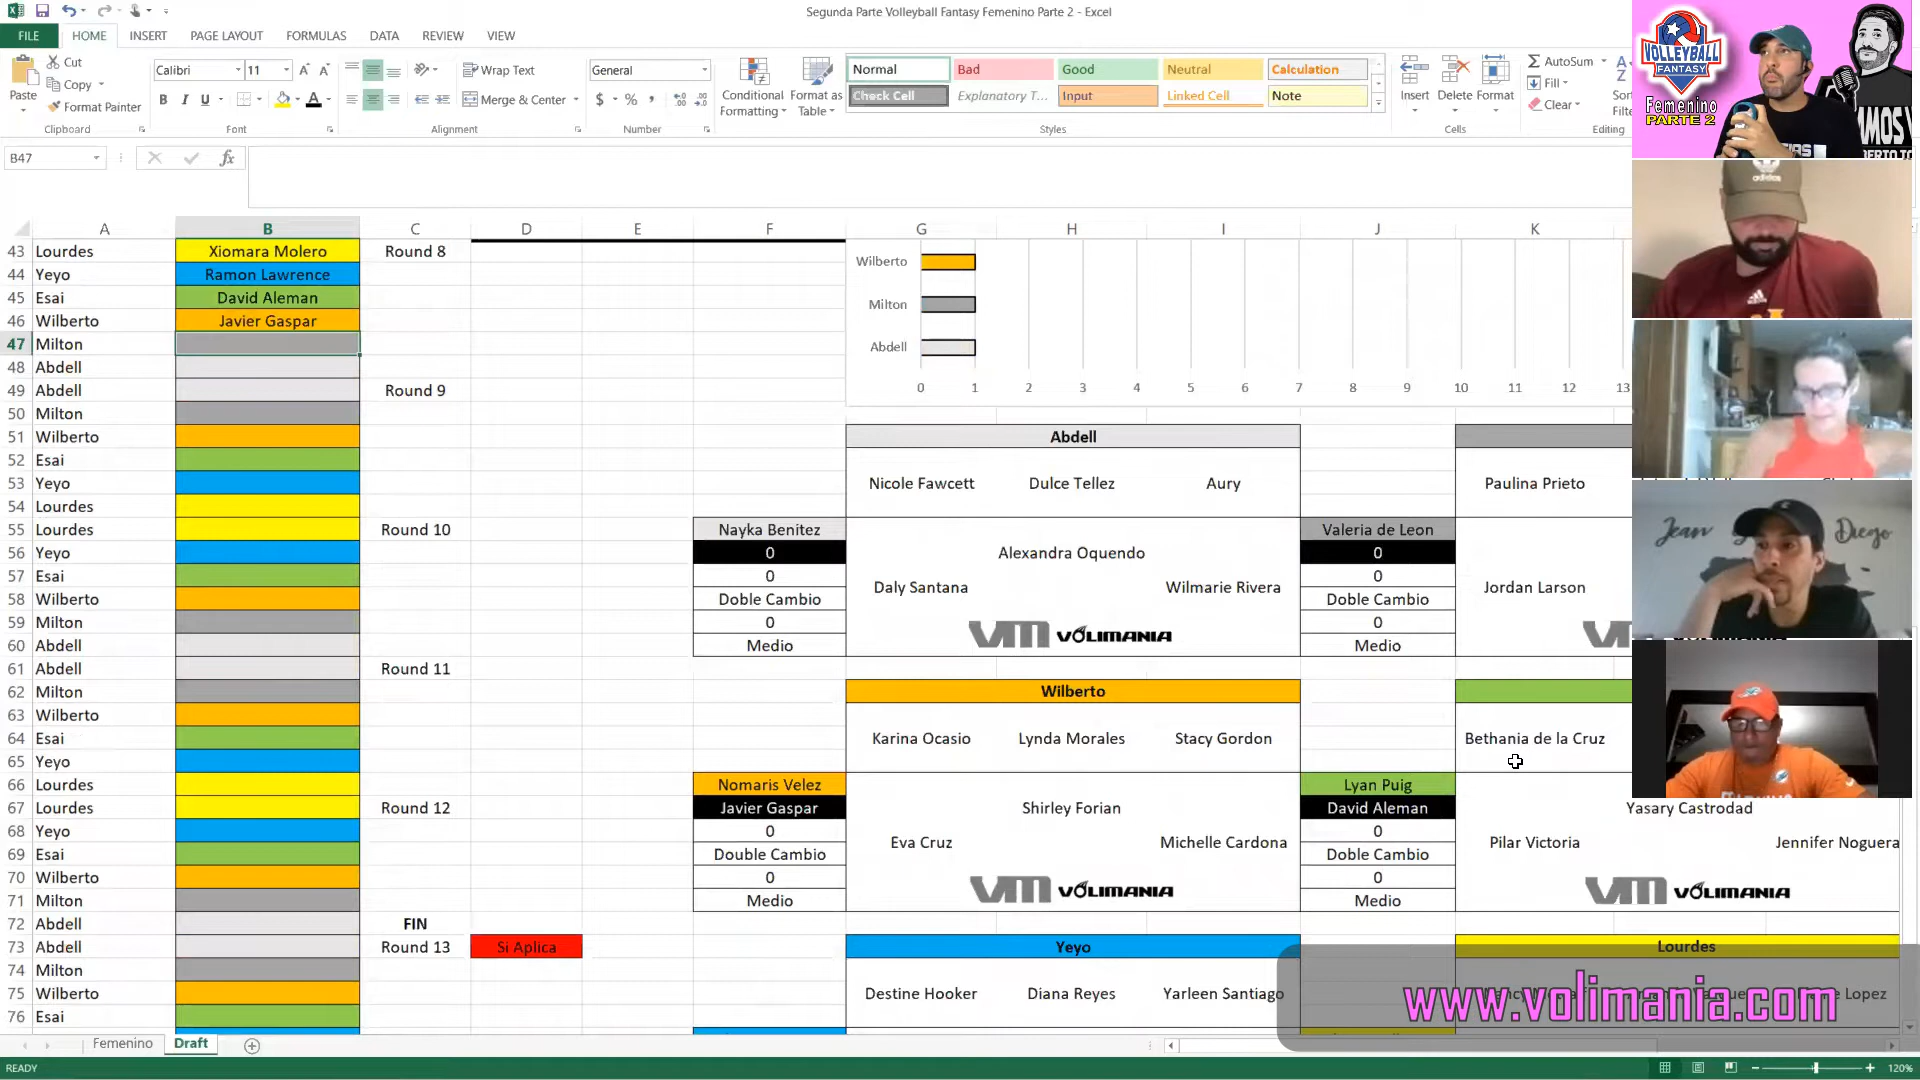 Segunda Parte Volleyball Fantasy Femenino Parte 2 - Excel
FILE HOME INSERT PAGE LAYOUT FORMULAS DATA REVIEW VIEW
Paste Cut Copy Format Painter
Calibri 11
B I U A
Wrap Text
Merge & Center
General
$ % ,
Conditional Formatting
Format as Table
Normal Bad Good Neutral Calculation
Check Cell Explanatory T... Input Linked Cell Note
Insert Delete Format
AutoSum
Fill
Clear
Clipboard Font Alignment Number Styles Cells Editing
VOLLEYBALL
FANTASY
Femenino
PARTE 2
adidas
Jean Diego
B47 fx
A B C D E F G H I J K
43 Lourdes Xiomara Molero Round 8
44 Yeyo Ramon Lawrence
45 Esai David Aleman
46 Wilberto Javier Gaspar
47 Milton
48 Abdell
49 Abdell Round 9
50 Milton
51 Wilberto
52 Esai
53 Yeyo
54 Lourdes
55 Lourdes Round 10
56 Yeyo
57 Esai
58 Wilberto
59 Milton
60 Abdell
61 Abdell Round 11
62 Milton
63 Wilberto
64 Esai
65 Yeyo
66 Lourdes
67 Lourdes Round 12
68 Yeyo
69 Esai
70 Wilberto
71 Milton
72 Abdell FIN
73 Abdell Round 13 Si Aplica
74 Milton
75 Wilberto
76 Esai
Wilberto
Milton
Abdell
0 1 2 3 4 5 6 7 8 9 10 11 12 13
Abdell
Nicole Fawcett Dulce Tellez Aury
Nayka Benitez
0
0
Doble Cambio
0
Medio
Alexandra Oquendo
Daly Santana Wilmarie Rivera
VM VOLIMANIA
Paulina Prieto
Valeria de Leon
0
0
Doble Cambio
0
Medio
Jordan Larson
Wilberto
Karina Ocasio Lynda Morales Stacy Gordon
Nomaris Velez
Javier Gaspar
0
Double Cambio
0
Medio
Shirley Forian
Eva Cruz Michelle Cardona
VM VOLIMANIA
Bethania de la Cruz
Lyan Puig
David Aleman
0
Doble Cambio
0
Medio
Yasary Castrodad
Pilar Victoria Jennifer Noguera
VM VOLIMANIA
Yeyo
Destine Hooker Diana Reyes Yarleen Santiago
Lourdes
Lopez
www.volimania.com
Femenino Draft
READY 120%